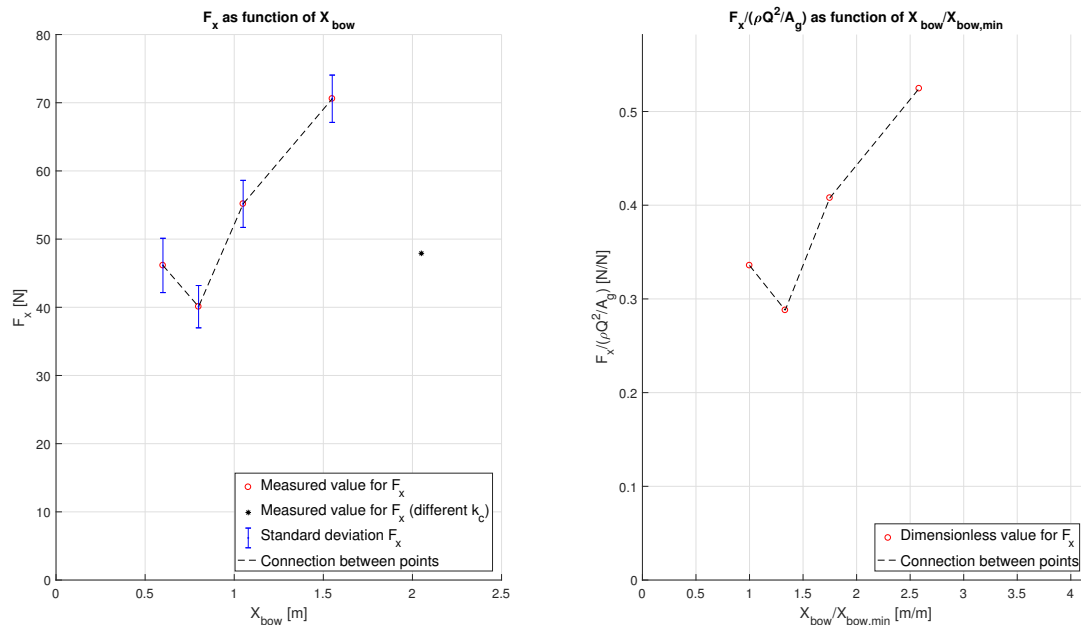 F_x as function of X_bow
80
70
60
50
40
30
20
10
0
F_x [N]
0
0.5
1
1.5
2
2.5
X_bow [m]
Measured value for F_x
Measured value for F_x (different k_c)
Standard deviation F_x
Connection between points
F_x/(ρQ²/A_g) as function of X_bow/X_bow,min
0.5
0.4
0.3
0.2
0.1
0
F_x/(ρQ²/A_g) [N/N]
0
0.5
1
1.5
2
2.5
3
3.5
4
X_bow/X_bow,min [m/m]
Dimensionless value for F_x
Connection between points